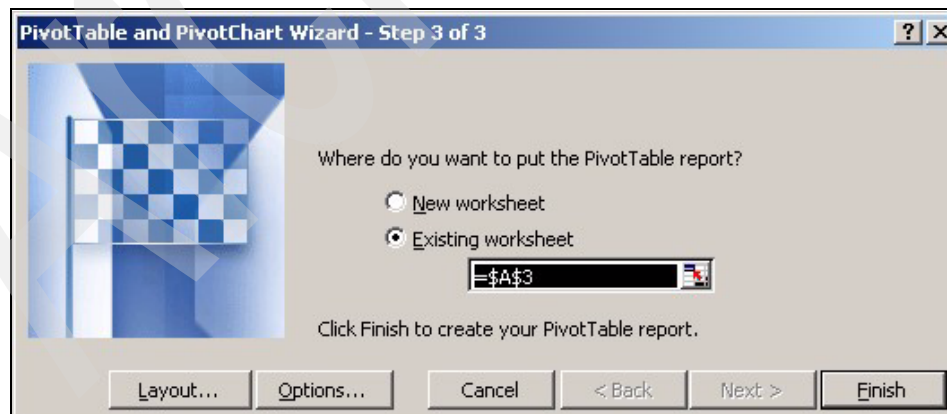 PivotTable and PivotChart Wizard - Step 3 of 3
Where do you want to put the PivotTable report?
New worksheet
Existing worksheet
=$A$3
Click Finish to create your PivotTable report.
Layout... Options... Cancel < Back Next > Finish